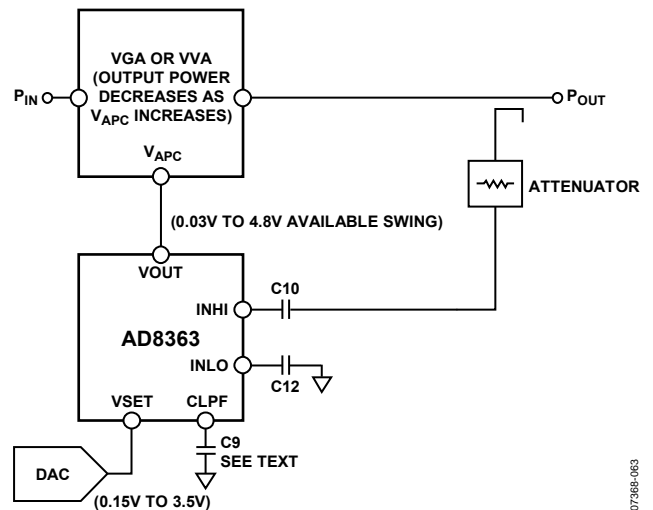 VGA OR VVA
(OUTPUT POWER
DECREASES AS
VAPC INCREASES)
PIN
POUT
VAPC
ATTENUATOR
(0.03V TO 4.8V AVAILABLE SWING)
VOUT
C10
INHI
AD8363
INLO
C12
VSET
CLPF
C9
SEE TEXT
DAC
(0.15V TO 3.5V)
07368-063